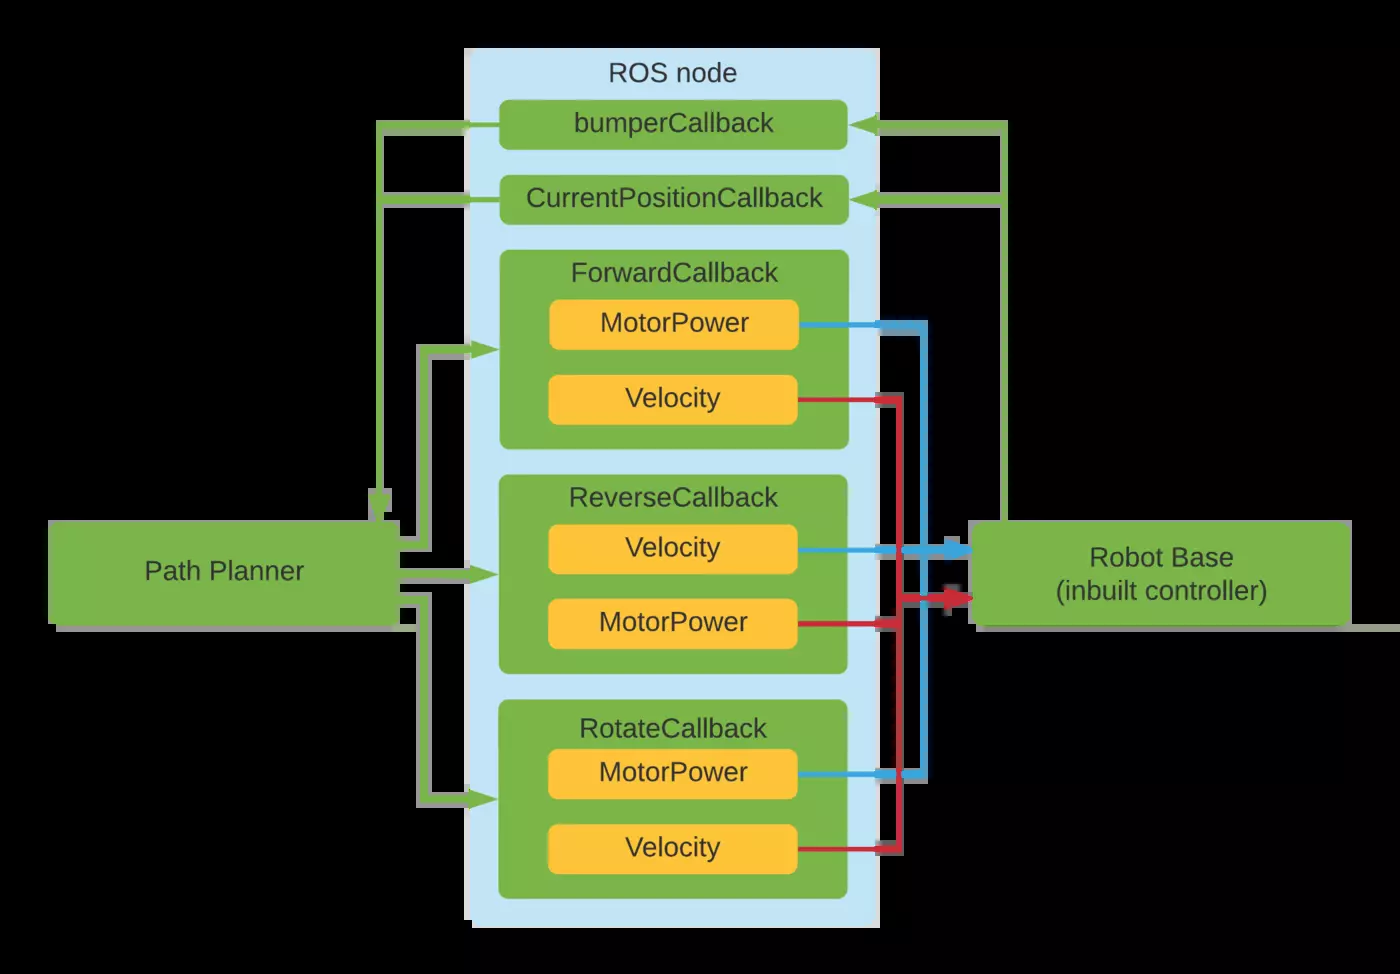 ROS node
bumperCallback
CurrentPositionCallback
ForwardCallback
MotorPower
Velocity
ReverseCallback
Velocity
MotorPower
RotateCallback
MotorPower
Velocity
Path Planner
Robot Base
(inbuilt controller)